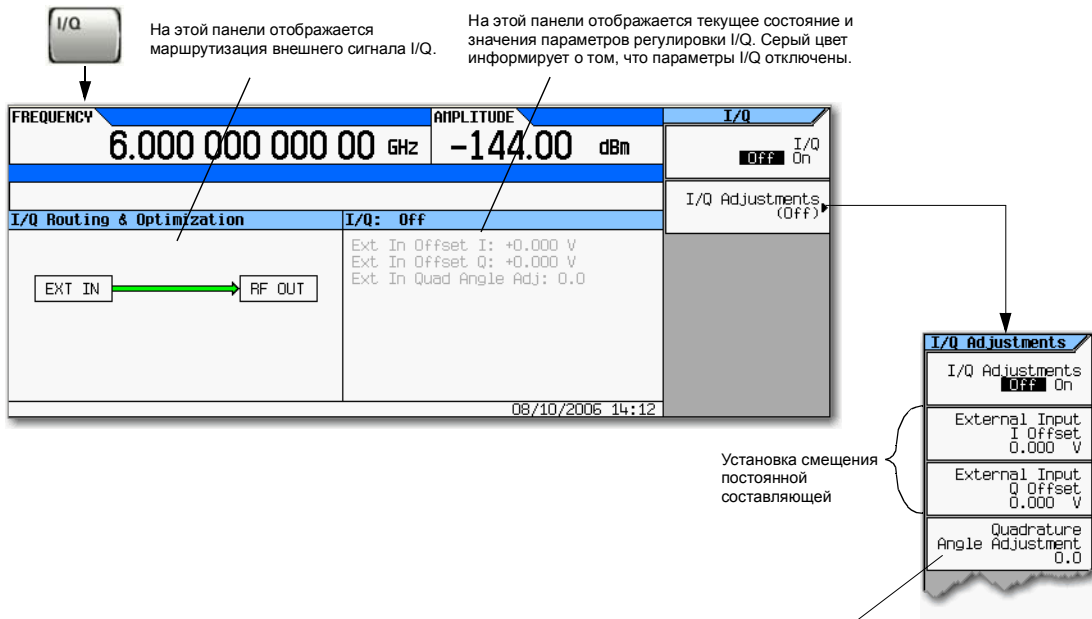 I/Q
На этой панели отображается
маршрутизация внешнего сигнала I/Q.
На этой панели отображается текущее состояние и
значения параметров регулировки I/Q. Серый цвет
информирует о том, что параметры I/Q отключены.
FREQUENCY
6.000 000 000 00 GHz
AMPLITUDE
-144.00 dBm
I/Q
I/Q
Off On
I/Q Adjustments
(Off)
I/Q Routing & Optimization
EXT IN
RF OUT
I/Q: Off
Ext In Offset I: +0.000 V
Ext In Offset Q: +0.000 V
Ext In Quad Angle Adj: 0.0
08/10/2006 14:12
I/Q Adjustments
I/Q Adjustments
Off On
External Input
I Offset
0.000 V
External Input
Q Offset
0.000 V
Quadrature
Angle Adjustment
0.0
Установка смещения
постоянной
составляющей